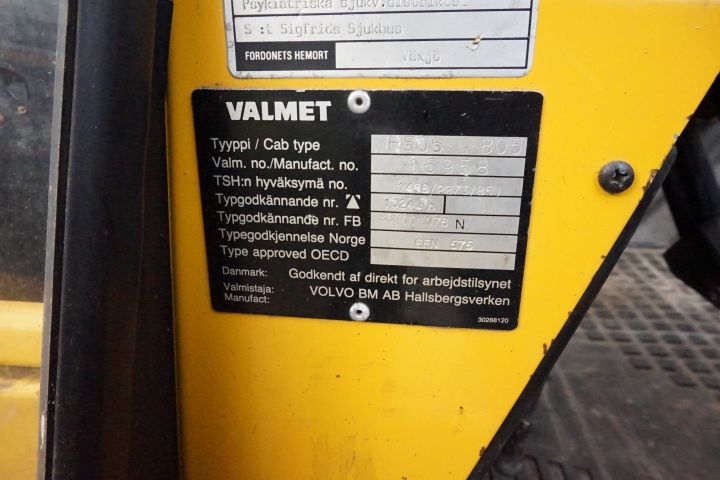 Psykiatriska sjukv.distriktet
S :t Sigfrids Sjukhus
FORDONETS HEMORT Växjö
VALMET
Tyyppi / Cab type H506 805
Valm. no./Manufact. no. 16958
TSH:n hyväksymä no.
Typgodkännande nr.
Typgodkännande nr. FB N
Typegodkjennelse Norge 575
Type approved OECD
Danmark: Godkendt af direkt for arbejdstilsynet
Valmistaja: VOLVO BM AB Hallsbergsverken
Manufact:
30288120